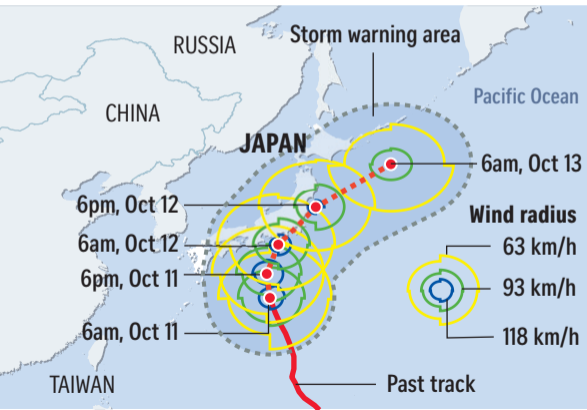 RUSSIA
Storm warning area
Pacific Ocean
CHINA
JAPAN
6am, Oct 13
6pm, Oct 12
Wind radius
6am, Oct 12
63 km/h
6pm, Oct 11
93 km/h
6am, Oct 11
118 km/h
TAIWAN
Past track